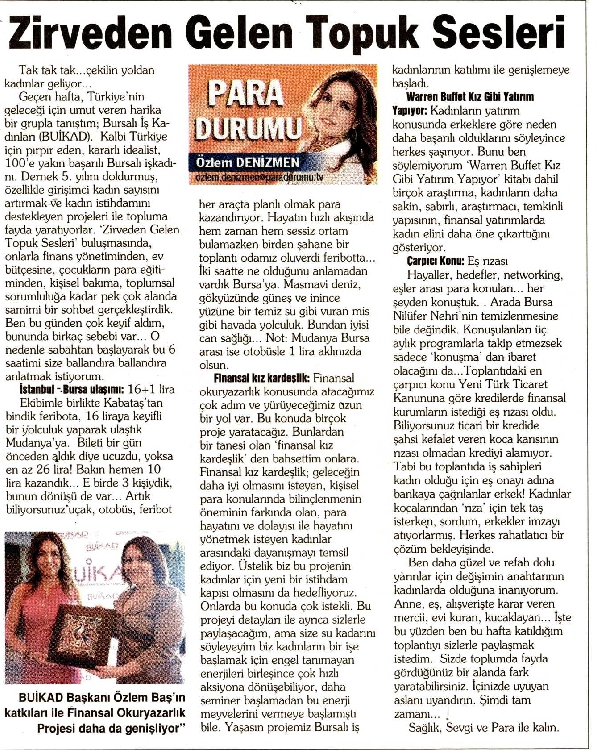 Zirveden Gelen Topuk Sesleri
Tak tak tak...çekilin yoldan
kadınlar geliyor...
Geçen hafta, Türkiye'nin
geleceği için umut veren harika
bir grupla tanıştım; Bursalı İş Ka-
dınları (BUİKAD). Kalbi Türkiye
için pırpır eden, kararlı idealist,
100'e yakın başarılı Bursalı işkadı-
nı. Dernek 5. yılını doldurmuş,
özellikle girişimci kadın sayısını
artırmak ve kadın istihdamını
destekleyen projeleri ile topluma
fayda yaratıyorlar. 'Zirveden Gelen
Topuk Sesleri' buluşmasında,
onlarla finans yönetiminden, ev
bütçesine, çocukların para eğiti-
minden, kişisel bakıma, toplumsal
sorumluluğa kadar pek çok alanda
samimi bir sohbet gerçekleştirdik.
Ben bu günden çok keyif aldım,
bununda birkaç sebebi var... O
nedenle sabahtan başlayarak bu 6
saatimi size ballandıra ballandıra
anlatmak istiyorum.
İstanbul -Bursa ulaşımı: 16+1 lira
Ekibimle birlikte Kabataş'tan
bindik feribota, 16 liraya keyifli
bir yolculuk yaparak ulaştık
Mudanya'ya. Bileti bir gün
önceden aldık diye ucuzdu, yoksa
en az 26 lira! Bakın hemen 10
lira kazandık... E birde 3 kişiydik,
bunun dönüşü de var... Artık
biliyorsunuz'uçak, otobüs, feribot
BUİKAD
BUİKAD Başkanı Özlem Baş'ın
katkıları ile Finansal Okuryazarlık
Projesi daha da genişliyor"
PARA
DURUMU
Özlem DENİZMEN
ozlem.denizmen@paradurumu.tv
her araçta planlı olmak para
kazandırıyor. Hayatın hızlı akışında
hem zaman hem sessiz ortam
bulamazken birden şahane bir
toplantı odamız oluverdi feribotta...
İki saatte ne olduğunu anlamadan
vardık Bursa'ya. Masmavi deniz,
gökyüzünde güneş ve inince
yüzüne bir temiz su gibi vuran mis
gibi havada yolculuk. Bundan iyisi
can sağlığı... Not: Mudanya Bursa
arası ise otobüsle 1 lira aklınızda
olsun.
Finansal kız kardeşlik: Finansal
okuryazarlık konusunda atacağımız
çok adım ve yürüyeceğimiz uzun
bir yol var. Bu konuda birçok
proje yaratacağız. Bunlardan
bir tanesi olan 'finansal kız
kardeşlik' den bahsettim onlara.
Finansal kız kardeşlik; geleceğin
daha iyi olmasını isteyen, kişisel
para konularında bilinçlenmenin
öneminin farkında olan, para
hayatını ve dolayısı ile hayatını
yönetmek isteyen kadınlar
arasındaki dayanışmayı temsil
ediyor. Üstelik biz bu projenin
kadınlar için yeni bir istihdam
kapısı olmasını da hedefliyoruz.
Onlarda bu konuda çok istekli. Bu
projeyi detayları ile ayrıca sizlerle
paylaşacağım, ama size şu kadarını
söyleyeyim biz kadınların bir işe
başlamak için engel tanımayan
enerjileri birleşince çok hızlı
aksiyona dönüşebiliyor, daha
seminer başlamadan bu enerji
meyvelerini vermeye başlamıştı
bile. Yaşasın projemiz Bursalı iş
kadınlarının katılımı ile genişlemeye
başladı.
Warren Buffet Kız Gibi Yatırım
Yapıyor: Kadınların yatırım
konusunda erkeklere göre neden
daha başarılı olduklarını söyleyince
herkes şaşırıyor. Bunu ben
söylemiyorum 'Warren Buffet Kız
Gibi Yatırım Yapıyor' kitabı dahil
birçok araştırma, kadınların daha
sakin, sabırlı, araştırmacı, temkinli
yapısının, finansal yatırımlarda
kadın elini daha öne çıkarttığını
gösteriyor.
Çarpıcı Konu: Eş rızası
Hayaller, hedefler, networking,
eşler arası para konuları... her
şeyden konuştuk. . Arada Bursa
Nilüfer Nehri'nin temizlenmesine
bile değindik. Konuşulanları üç
aylık programlarla takip etmezsek
sadece 'konuşma' dan ibaret
olacağını da...Toplantıdaki en
çarpıcı konu Yeni Türk Ticaret
Kanununa göre kredilerde finansal
kurumların istediği eş rızası oldu.
Biliyorsunuz ticari bir kredide
şahsi kefalet veren koca karısının
rızası olmadan krediyi alamıyor.
Tabi bu toplantıda iş sahipleri
kadın olduğu için eş onayı adına
bankaya çağrılanlar erkek! Kadınlar
kocalarından 'rıza' için tek taş
isterken, sordum, erkekler imzayı
atıyorlarmış. Herkes rahatlatıcı bir
çözüm bekleyişinde.
Ben daha güzel ve refah dolu
yarınlar için değişimin anahtarının
kadınlarda olduğuna inanıyorum.
Anne, eş, alışverişte karar veren
mercii, evi kuran, kucaklayan... İşte
bu yüzden ben bu hafta katıldığım
toplantıyı sizlerle paylaşmak
istedim. Sizde toplumda fayda
gördüğünüz bir alanda fark
yaratabilirsiniz. İçinizde uyuyan
aslanı uyandırın. Şimdi tam
zamanı...
Sağlık, Sevgi ve Para ile kalın.